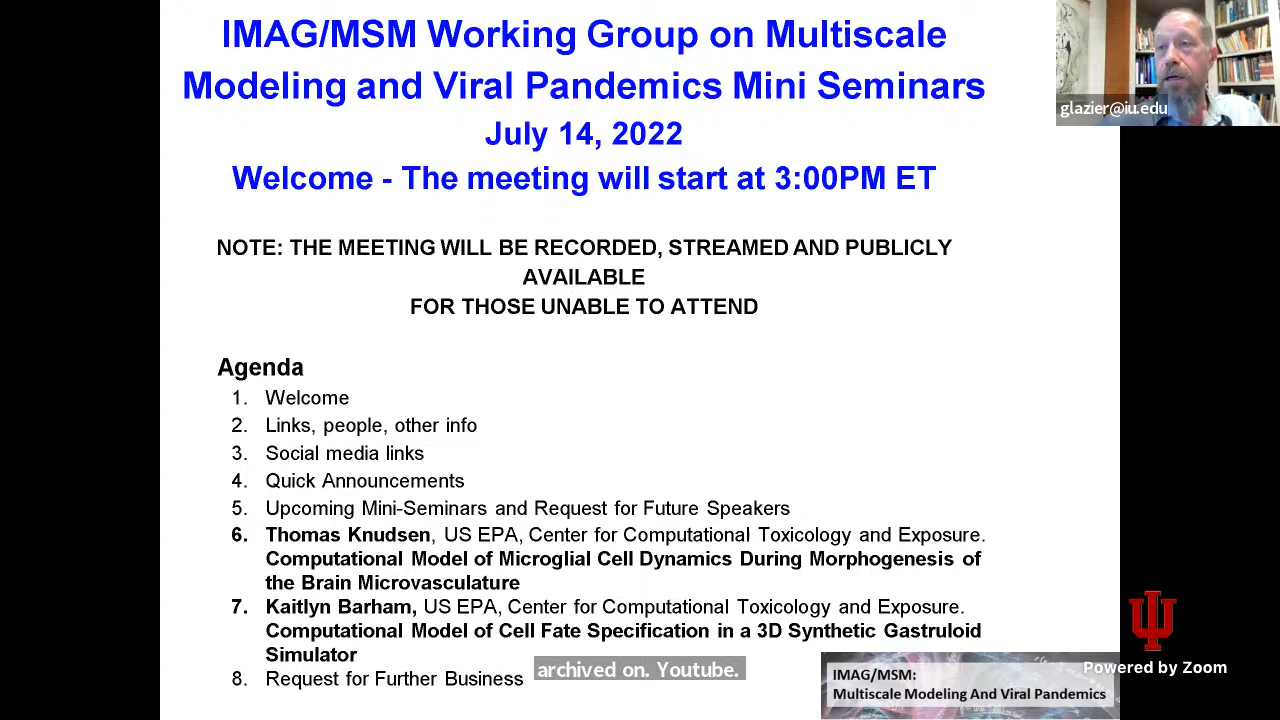 IMAG/MSM Working Group on Multiscale
Modeling and Viral Pandemics Mini Seminars
July 14, 2022
Welcome - The meeting will start at 3:00PM ET
glazier@iu.edu
NOTE: THE MEETING WILL BE RECORDED, STREAMED AND PUBLICLY
AVAILABLE
FOR THOSE UNABLE TO ATTEND
Agenda
1. Welcome
2. Links, people, other info
3. Social media links
4. Quick Announcements
5. Upcoming Mini-Seminars and Request for Future Speakers
6. Thomas Knudsen, US EPA, Center for Computational Toxicology and Exposure.
Computational Model of Microglial Cell Dynamics During Morphogenesis of
the Brain Microvasculature
7. Kaitlyn Barham, US EPA, Center for Computational Toxicology and Exposure.
Computational Model of Cell Fate Specification in a 3D Synthetic Gastruloid
Simulator
8. Request for Further Business
archived on. Youtube.
IMAG/MSM:
Multiscale Modeling And Viral Pandemics
Powered by Zoom